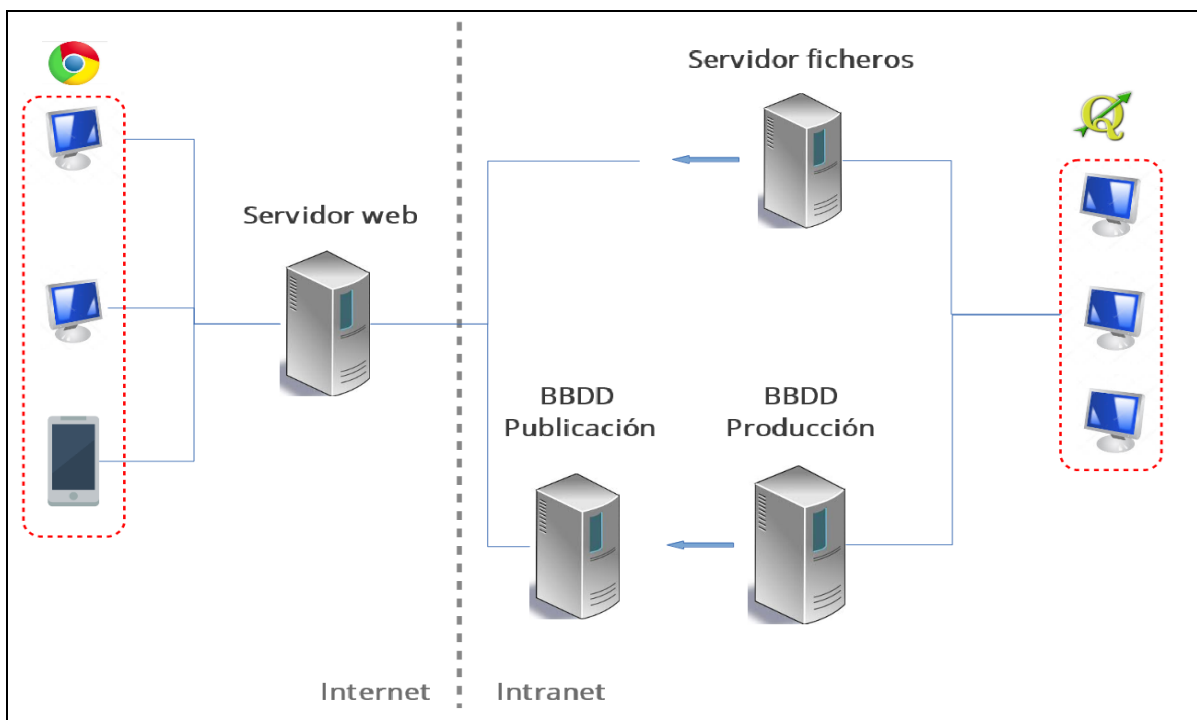 Servidor ficheros
Servidor web
BBDD
Publicación
BBDD
Producción
Internet
Intranet